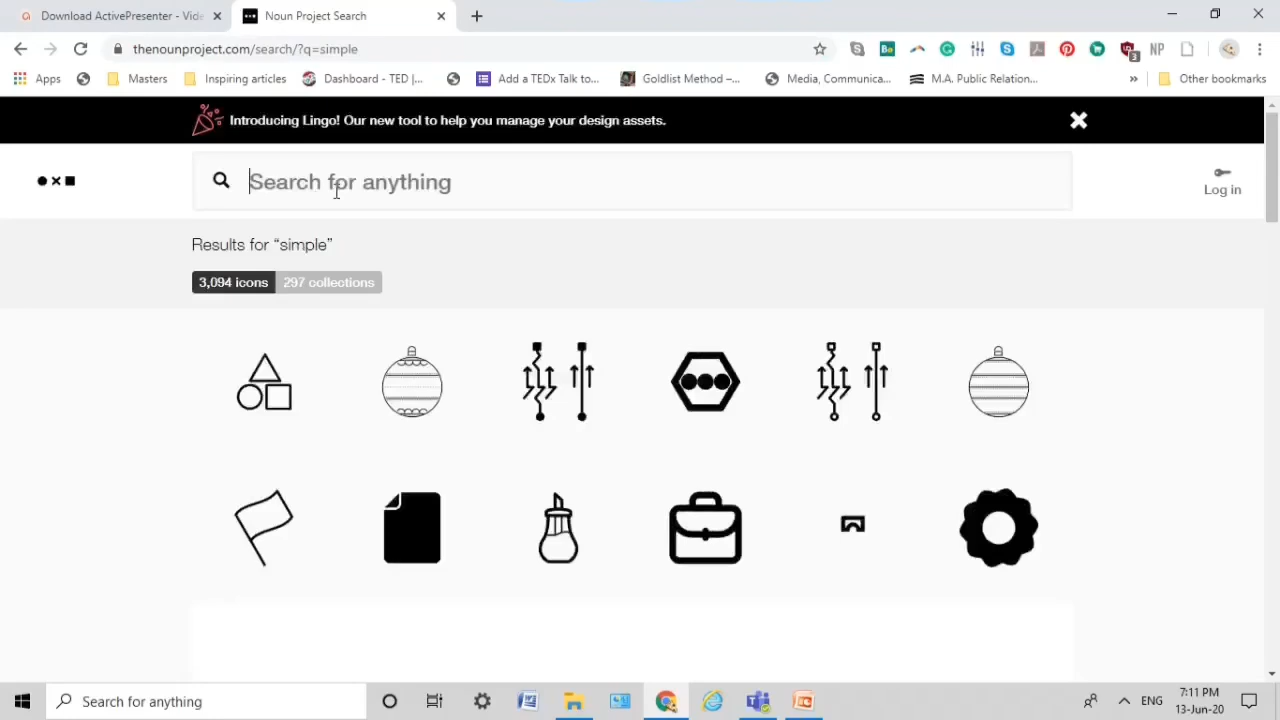 Download ActivePresenter - Vide
Noun Project Search
thenounproject.com/search/?q=simple
Apps
Masters
Inspiring articles
Dashboard - TED |...
Add a TEDx Talk to...
Goldlist Method –...
Media, Communica...
M.A. Public Relation...
»
Other bookmarks
Introducing Lingo! Our new tool to help you manage your design assets.
Search for anything
Log in
Results for “simple”
3,094 icons
297 collections
Search for anything
ENG
7:11 PM
13-Jun-20